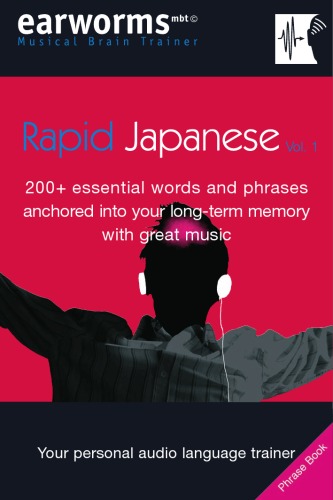 earworms mbt©
Musical Brain Trainer
Rapid Japanese Vol. 1
200+ essential words and phrases
anchored into your long-term memory
with great music
Your personal audio language trainer
Phrase Book